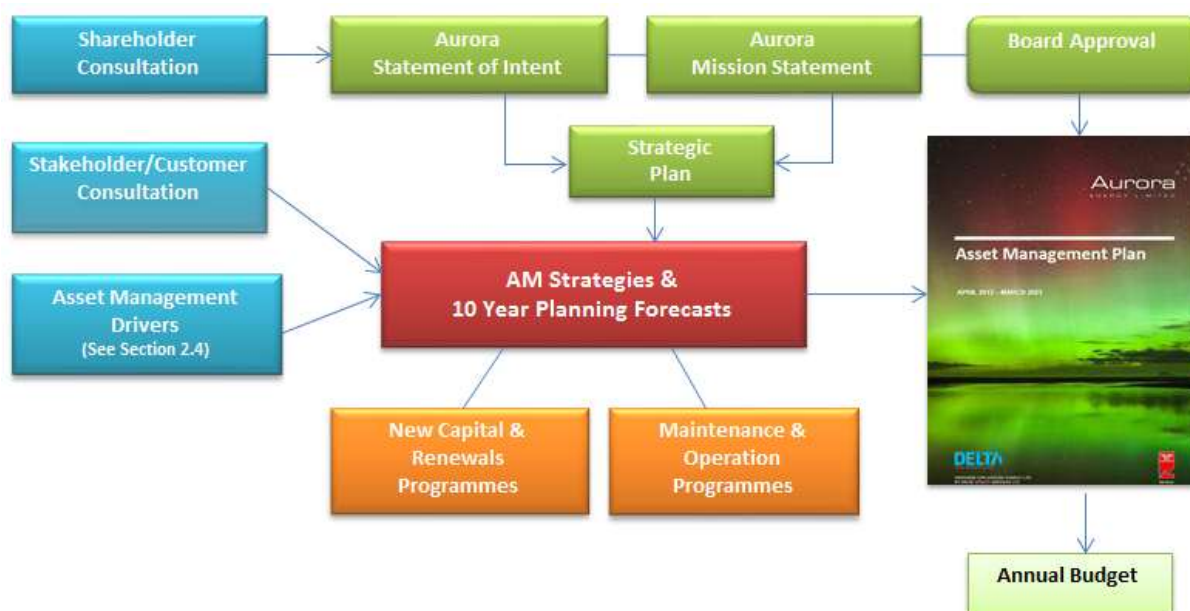 Shareholder
Consultation
Aurora
Statement of Intent
Aurora
Mission Statement
Board Approval
Stakeholder/Customer
Consultation
Strategic
Plan
Aurora
ENERGY LIMITED
Asset Management Plan
Asset Management
Drivers
(See Section 2.4)
AM Strategies &
10 Year Planning Forecasts
New Capital &
Renewals
Programmes
Maintenance &
Operation
Programmes
DELTA
Annual Budget